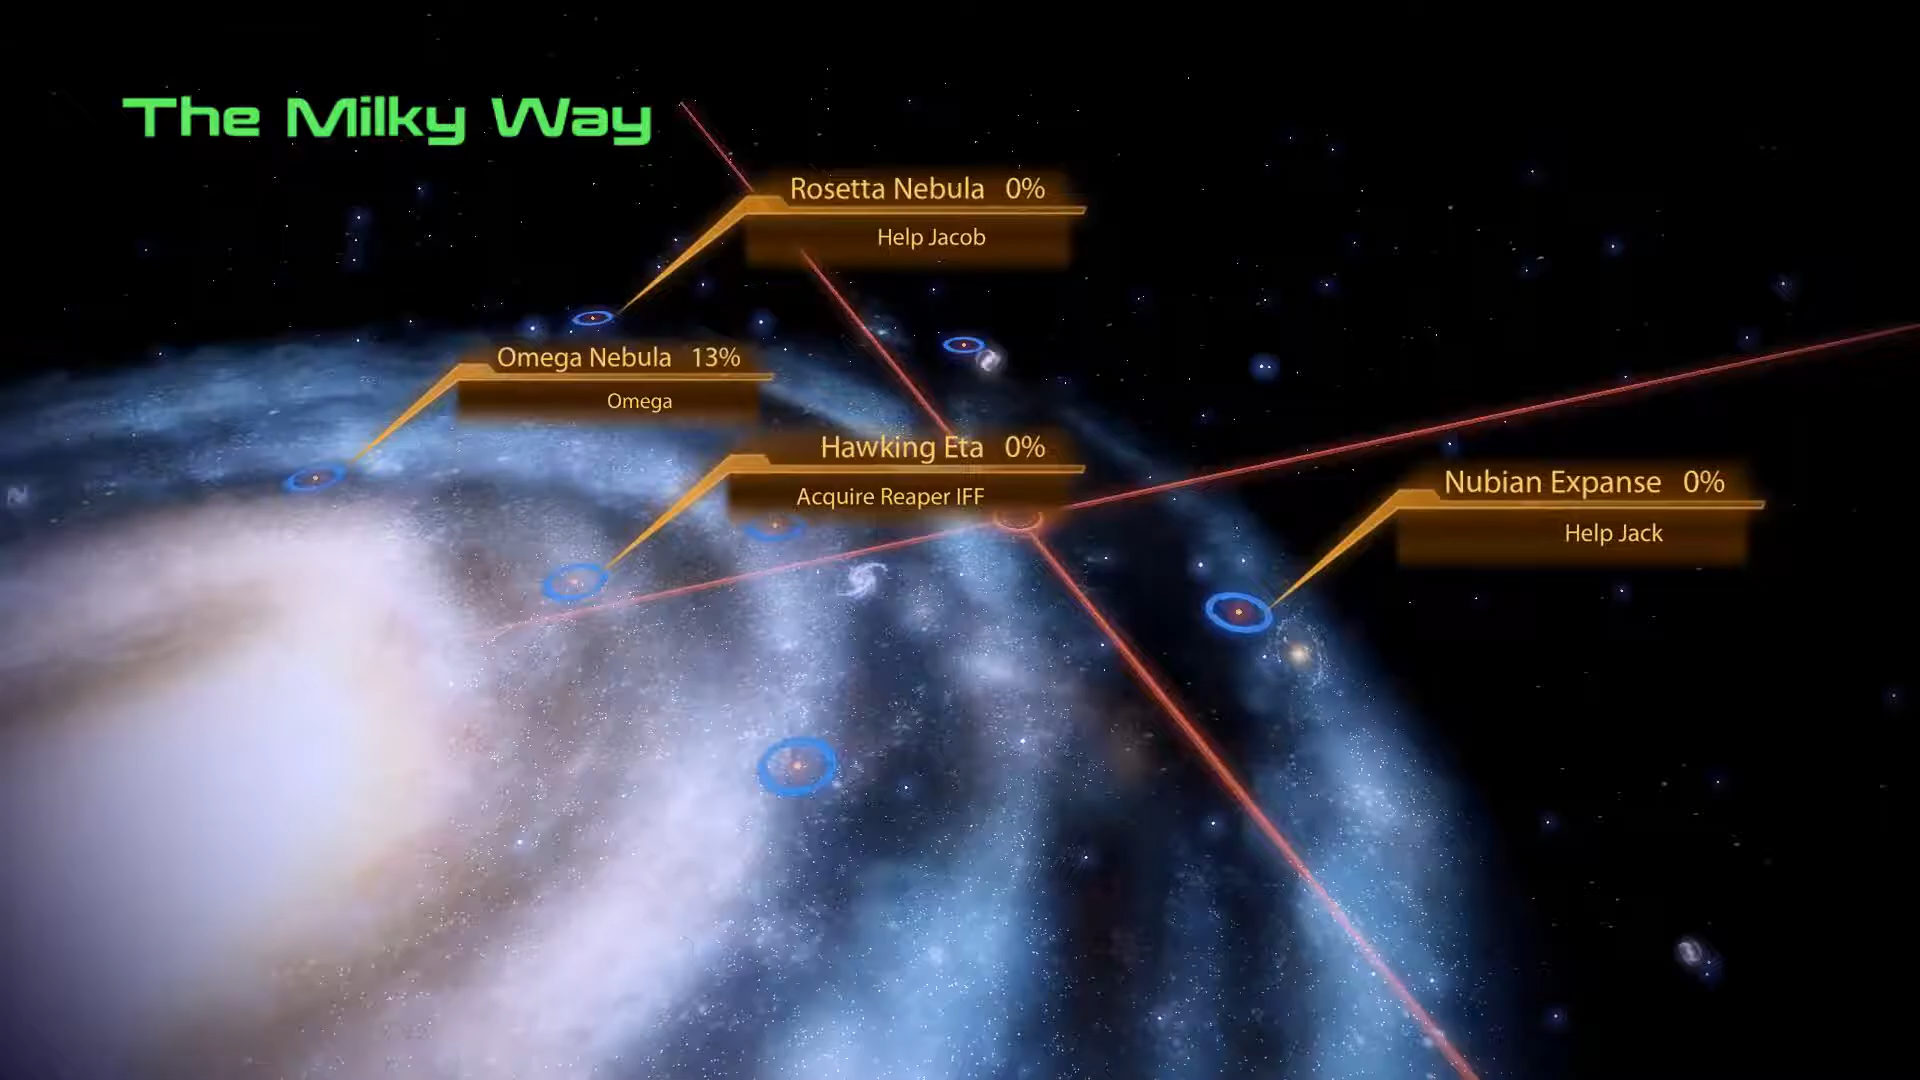 The Milky Way
Rosetta Nebula 0%
Help Jacob
Omega Nebula 13%
Omega
Hawking Eta 0%
Acquire Reaper IFF
Nubian Expanse 0%
Help Jack